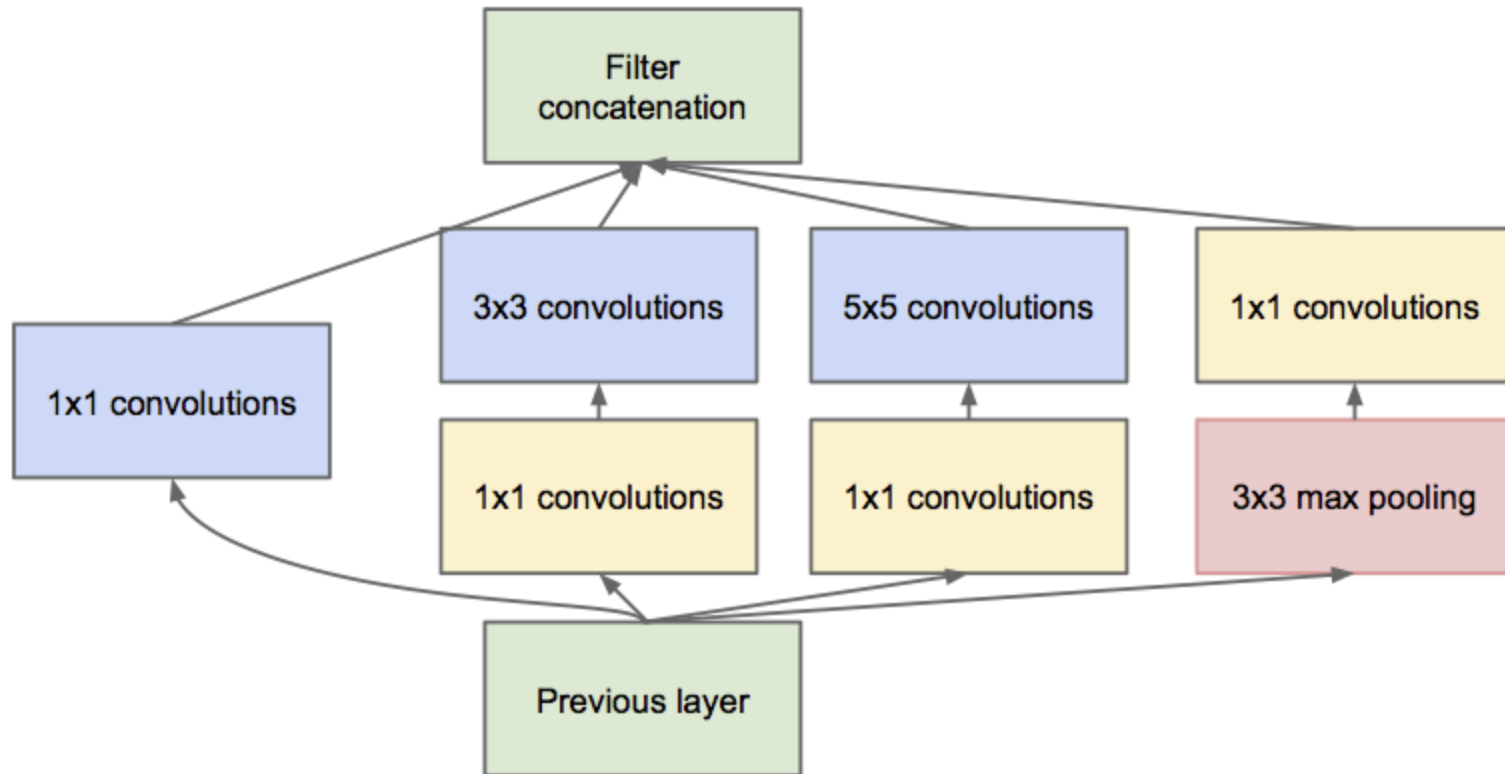 Filter
concatenation
3x3 convolutions
5x5 convolutions
1x1 convolutions
1x1 convolutions
1x1 convolutions
1x1 convolutions
3x3 max pooling
Previous layer